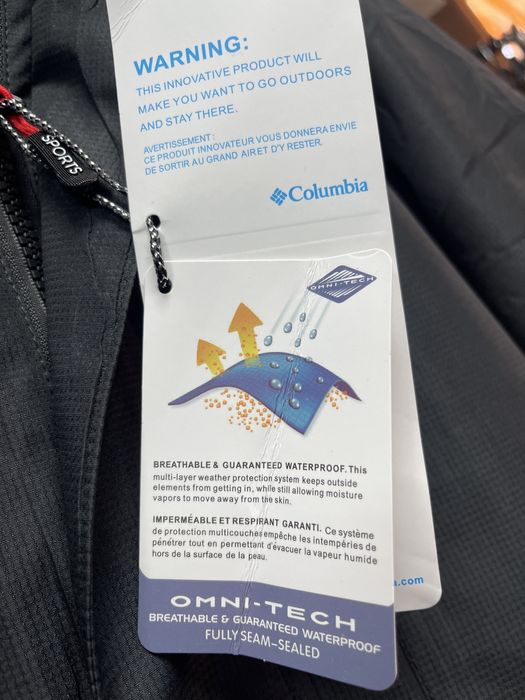 WARNING:
THIS INNOVATIVE PRODUCT WILL
MAKE YOU WANT TO GO OUTDOORS
AND STAY THERE.
AVERTISSEMENT:
CE PRODUIT INNOVATEUR VOUS DONNERA ENVIE
DE SORTIR AU GRAND AIR ET D'Y RESTER.
Columbia
SPORTS
OMNI-TECH
BREATHABLE & GUARANTEED WATERPROOF. This
multi-layer weather protection system keeps outside
elements from getting in, while still allowing moisture
vapors to move away from the skin.
IMPERMÉABLE ET RESPIRANT GARANTI. Ce système
de protection multicouches empêche les intempéries de
pénétrer tout en permettant d'évacuer la vapeur humide
hors de la surface de la peau.
a.com
OMNI-TECH
BREATHABLE & GUARANTEED WATERPROOF
FULLY SEAM-SEALED